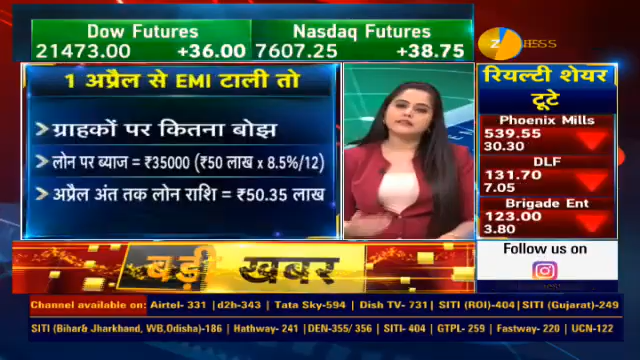 Dow Futures
21473.00 +36.00
Nasdaq Futures
7607.25 +38.75
1 अप्रैल से EMI टाली तो
ग्राहकों पर कितना बोझ
लोन पर ब्याज = ₹35000 (₹50 लाख x 8.5%/12)
अप्रैल अंत तक लोन राशि = ₹50.35 लाख
रियल्टी शेयर
टूटे
Phoenix Mills
539.55
30.30
DLF
131.70
7.05
Brigade Ent
123.00
3.80
बड़ी खबर
Follow us on
Channel available on: Airtel- 331 |d2h-343 | Tata Sky-594 | Dish TV- 731| SITI (ROI)-404|SITI (Gujarat)-249
SITI (Bihar& Jharkhand, WB,Odisha)-186 | Hathway- 241 |DEN-355/ 356 | SITI- 404 | GTPL- 259 | Fastway- 220 | UCN-122